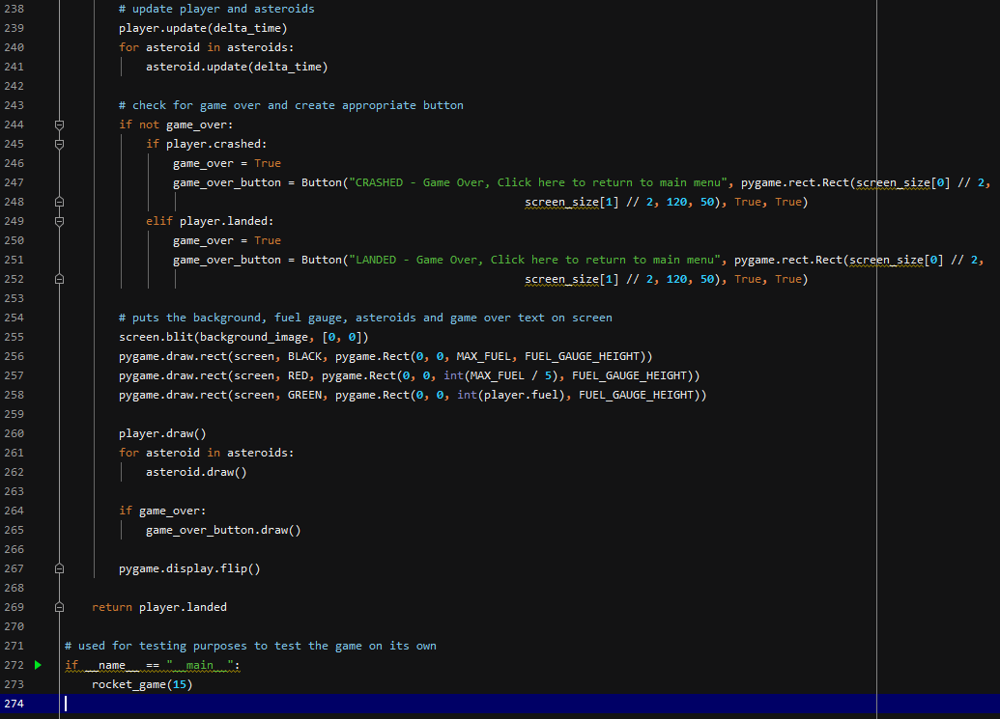 238 # update player and asteroids
239 player.update(delta_time)
240 for asteroid in asteroids:
241     asteroid.update(delta_time)
242
243 # check for game over and create appropriate button
244 if not game_over:
245     if player.crashed:
246         game_over = True
247         game_over_button = Button("CRASHED - Game Over, Click here to return to main menu", pygame.rect.Rect(screen_size[0] // 2,
248 screen_size[1] // 2, 120, 50), True, True)
249     elif player.landed:
250         game_over = True
251         game_over_button = Button("LANDED - Game Over, Click here to return to main menu", pygame.rect.Rect(screen_size[0] // 2,
252 screen_size[1] // 2, 120, 50), True, True)
253
254 # puts the background, fuel gauge, asteroids and game over text on screen
255 screen.blit(background_image, [0, 0])
256 pygame.draw.rect(screen, BLACK, pygame.Rect(0, 0, MAX_FUEL, FUEL_GAUGE_HEIGHT))
257 pygame.draw.rect(screen, RED, pygame.Rect(0, 0, int(MAX_FUEL / 5), FUEL_GAUGE_HEIGHT))
258 pygame.draw.rect(screen, GREEN, pygame.Rect(0, 0, int(player.fuel), FUEL_GAUGE_HEIGHT))
259
260 player.draw()
261 for asteroid in asteroids:
262     asteroid.draw()
263
264 if game_over:
265     game_over_button.draw()
266
267 pygame.display.flip()
268
269 return player.landed
270
271 # used for testing purposes to test the game on its own
272 if __name__ == "__main__":
273     rocket_game(15)
274